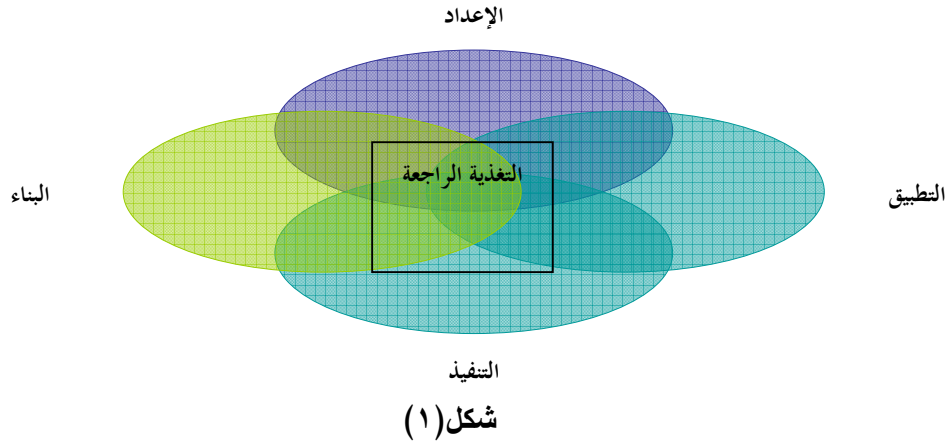 الإعداد
التغذية الراجعة
التطبيق
البناء
التنفيذ
شكل(١)